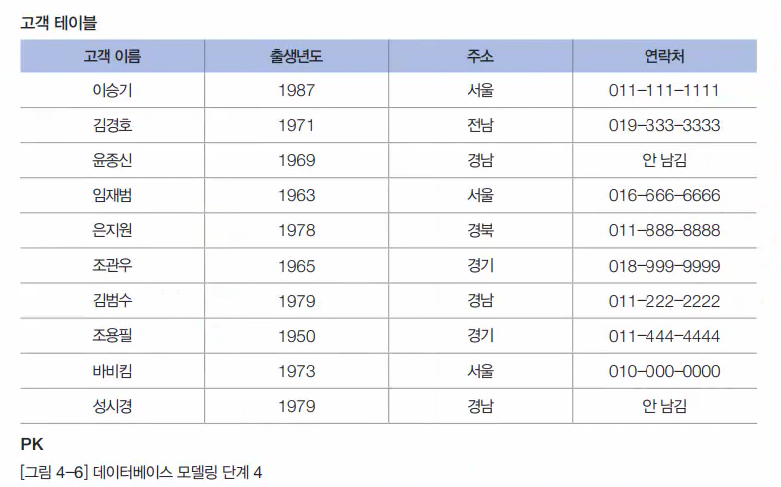 고객 테이블
고객 이름 출생년도 주소 연락처
이승기 1987 서울 011-111-1111
김경호 1971 전남 019-333-3333
윤종신 1969 경남 안 남김
임재범 1963 서울 016-666-6666
은지원 1978 경북 011-888-8888
조관우 1965 경기 018-999-9999
김범수 1979 경남 011-222-2222
조용필 1950 경기 011-444-4444
바비킴 1973 서울 010-000-0000
성시경 1979 경남 안 남김
PK
[그림 4-6] 데이터베이스 모델링 단계 4